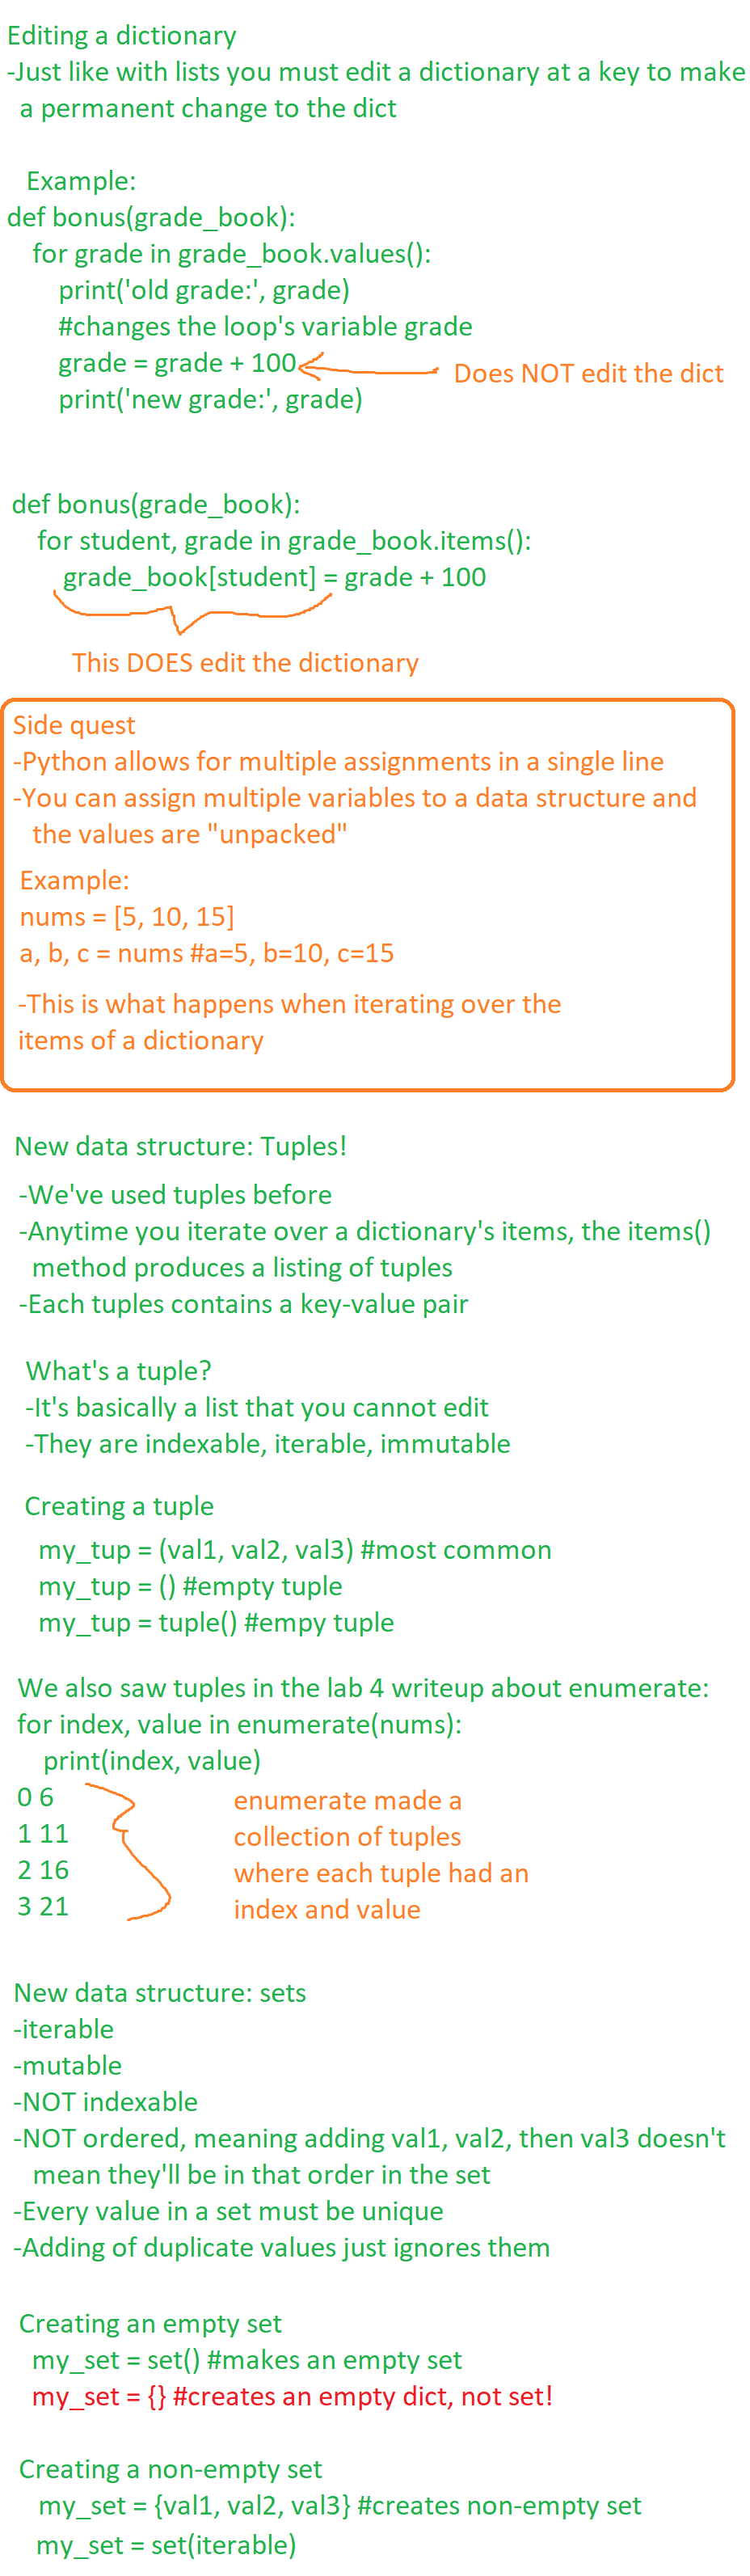 Editing a dictionary
-Just like with lists you must edit a dictionary at a key to make
a permanent change to the dict
Example:
def bonus(grade_book):
for grade in grade_book.values():
print('old grade:', grade)
#changes the loop's variable grade
grade = grade + 100
Does NOT edit the dict
print('new grade:', grade)
def bonus(grade_book):
for student, grade in grade_book.items():
grade_book[student] = grade + 100
This DOES edit the dictionary
Side quest
-Python allows for multiple assignments in a single line
-You can assign multiple variables to a data structure and
the values are "unpacked"
Example:
nums = [5, 10, 15]
a, b, c = nums #a=5, b=10, c=15
-This is what happens when iterating over the
items of a dictionary
New data structure: Tuples!
-We've used tuples before
-Anytime you iterate over a dictionary's items, the items()
method produces a listing of tuples
-Each tuples contains a key-value pair
What's a tuple?
-It's basically a list that you cannot edit
-They are indexable, iterable, immutable
Creating a tuple
my_tup = (val1, val2, val3) #most common
my_tup = () #empty tuple
my_tup = tuple() #empy tuple
We also saw tuples in the lab 4 writeup about enumerate:
for index, value in enumerate(nums):
print(index, value)
0 6
1 11
2 16
3 21
enumerate made a
collection of tuples
where each tuple had an
index and value
New data structure: sets
-iterable
-mutable
-NOT indexable
-NOT ordered, meaning adding val1, val2, then val3 doesn't
mean they'll be in that order in the set
-Every value in a set must be unique
-Adding of duplicate values just ignores them
Creating an empty set
my_set = set() #makes an empty set
my_set = {} #creates an empty dict, not set!
Creating a non-empty set
my_set = {val1, val2, val3} #creates non-empty set
my_set = set(iterable)